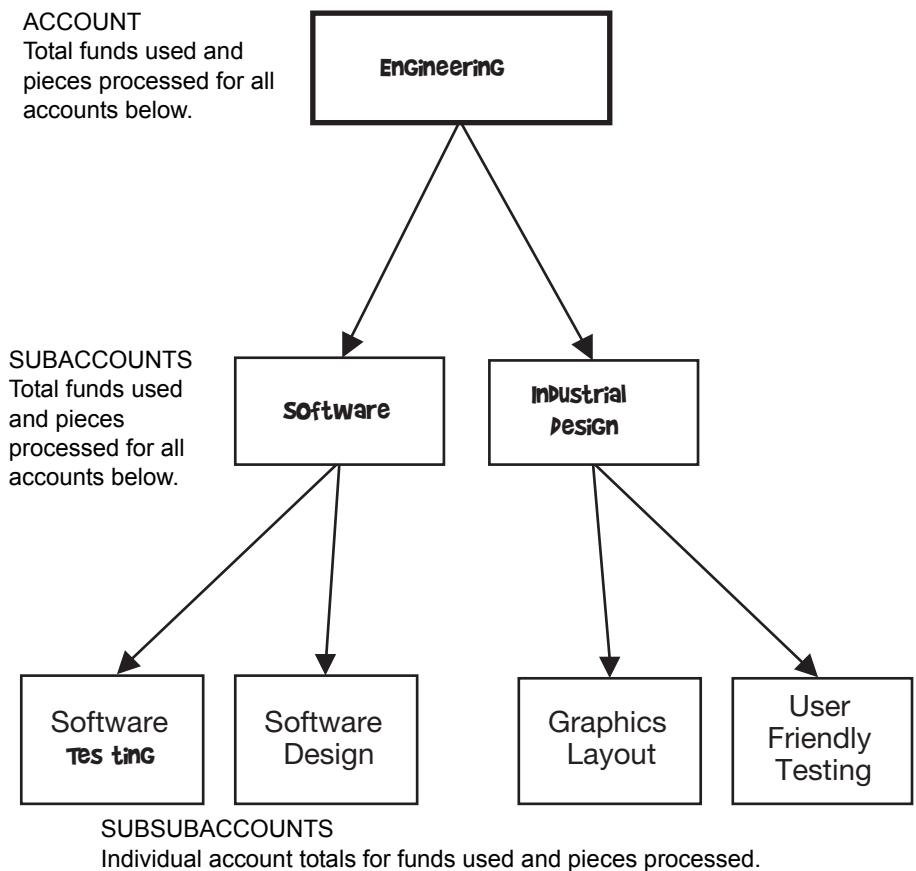 ACCOUNT
Total funds used and
pieces processed for all
accounts below.
Engineering
SUBACCOUNTS
Total funds used
and pieces
processed for all
accounts below.
Software
Industrial
Design
Software
Testing
Software
Design
Graphics
Layout
User
Friendly
Testing
SUBSUBACCOUNTS
Individual account totals for funds used and pieces processed.